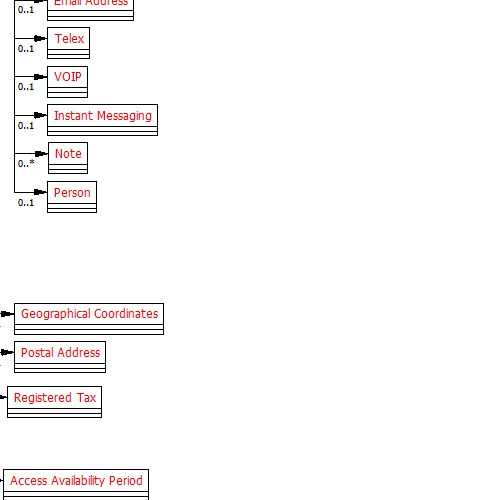 Email Address
0..1
Telex
0..1
VOIP
0..1
Instant Messaging
0..1
Note
0..*
Person
0..1
Geographical Coordinates
Postal Address
Registered Tax
Access Availability Period